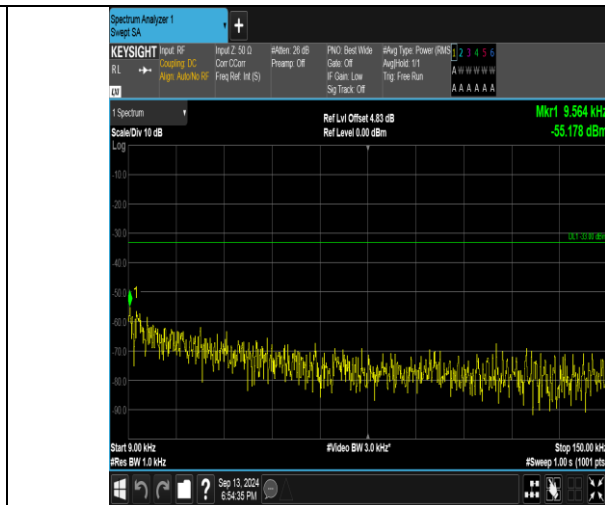 Spectrum Analyzer 1
Swept SA
+
KEYSIGHT Input: RF Input Z: 50 Ω #Atten: 26 dB PNO: Best Wide #Avg Type: Power (RMS 1 2 3 4 5 6
RL Coupling: DC Corr CCorr Preamp: Off Gate: Off Avg|Hold: 1/1 A W W W W W
Align: Auto/No RF Freq Ref: Int (S) IF Gain: Low Trig: Free Run A A A A A A
LXI Sig Track: Off
1 Spectrum Ref Lvl Offset 4.83 dB Mkr1 9.564 kHz
Scale/Div 10 dB Ref Level 0.00 dBm -55.178 dBm
Log
-10.0
-20.0
-30.0
-40.0
-50.0
1
-60.0
-70.0
-80.0
-90.0
Start 9.00 kHz #Video BW 3.0 kHz* Stop 150.00 kHz
#Res BW 1.0 kHz #Sweep 1.00 s (1001 pts
? Sep 13, 2024
6:54:35 PM